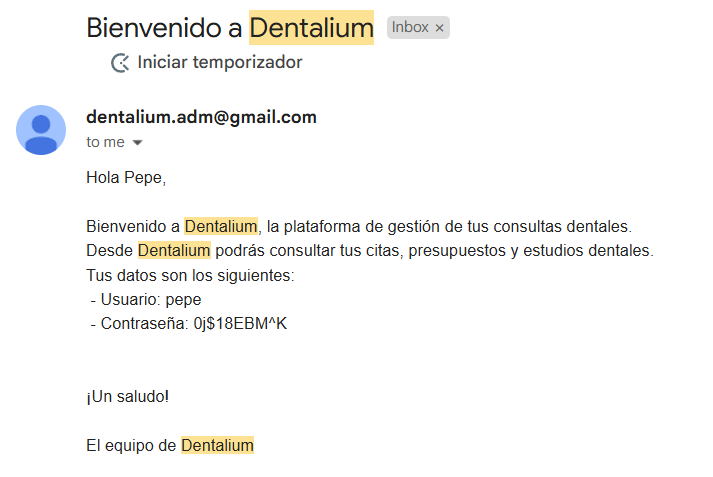 Bienvenido a Dentalium Inbox ×
Iniciar temporizador
dentalium.adm@gmail.com
to me
Hola Pepe,
Bienvenido a Dentalium, la plataforma de gestión de tus consultas dentales.
Desde Dentalium podrás consultar tus citas, presupuestos y estudios dentales.
Tus datos son los siguientes:
- Usuario: pepe
- Contraseña: 0j$18EBM^K
¡Un saludo!
El equipo de Dentalium